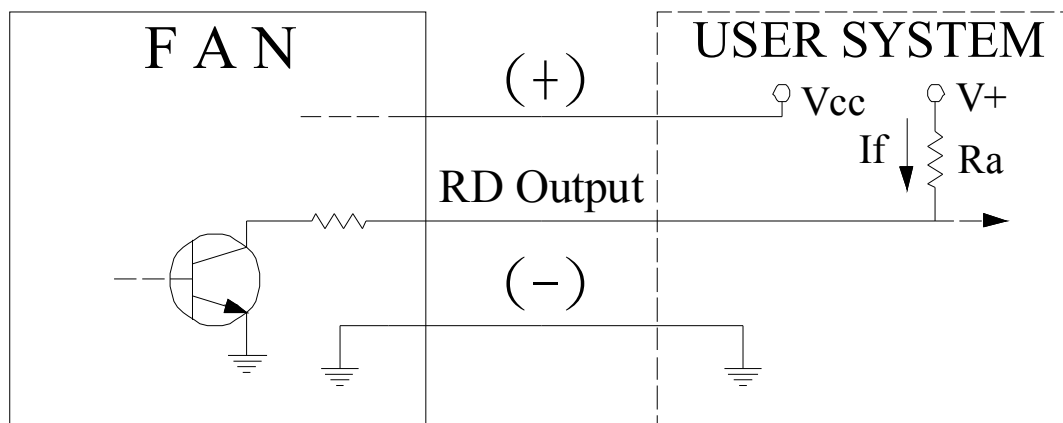 F A N
USER SYSTEM
(+)
Vcc
V+
If
Ra
RD Output
(-)